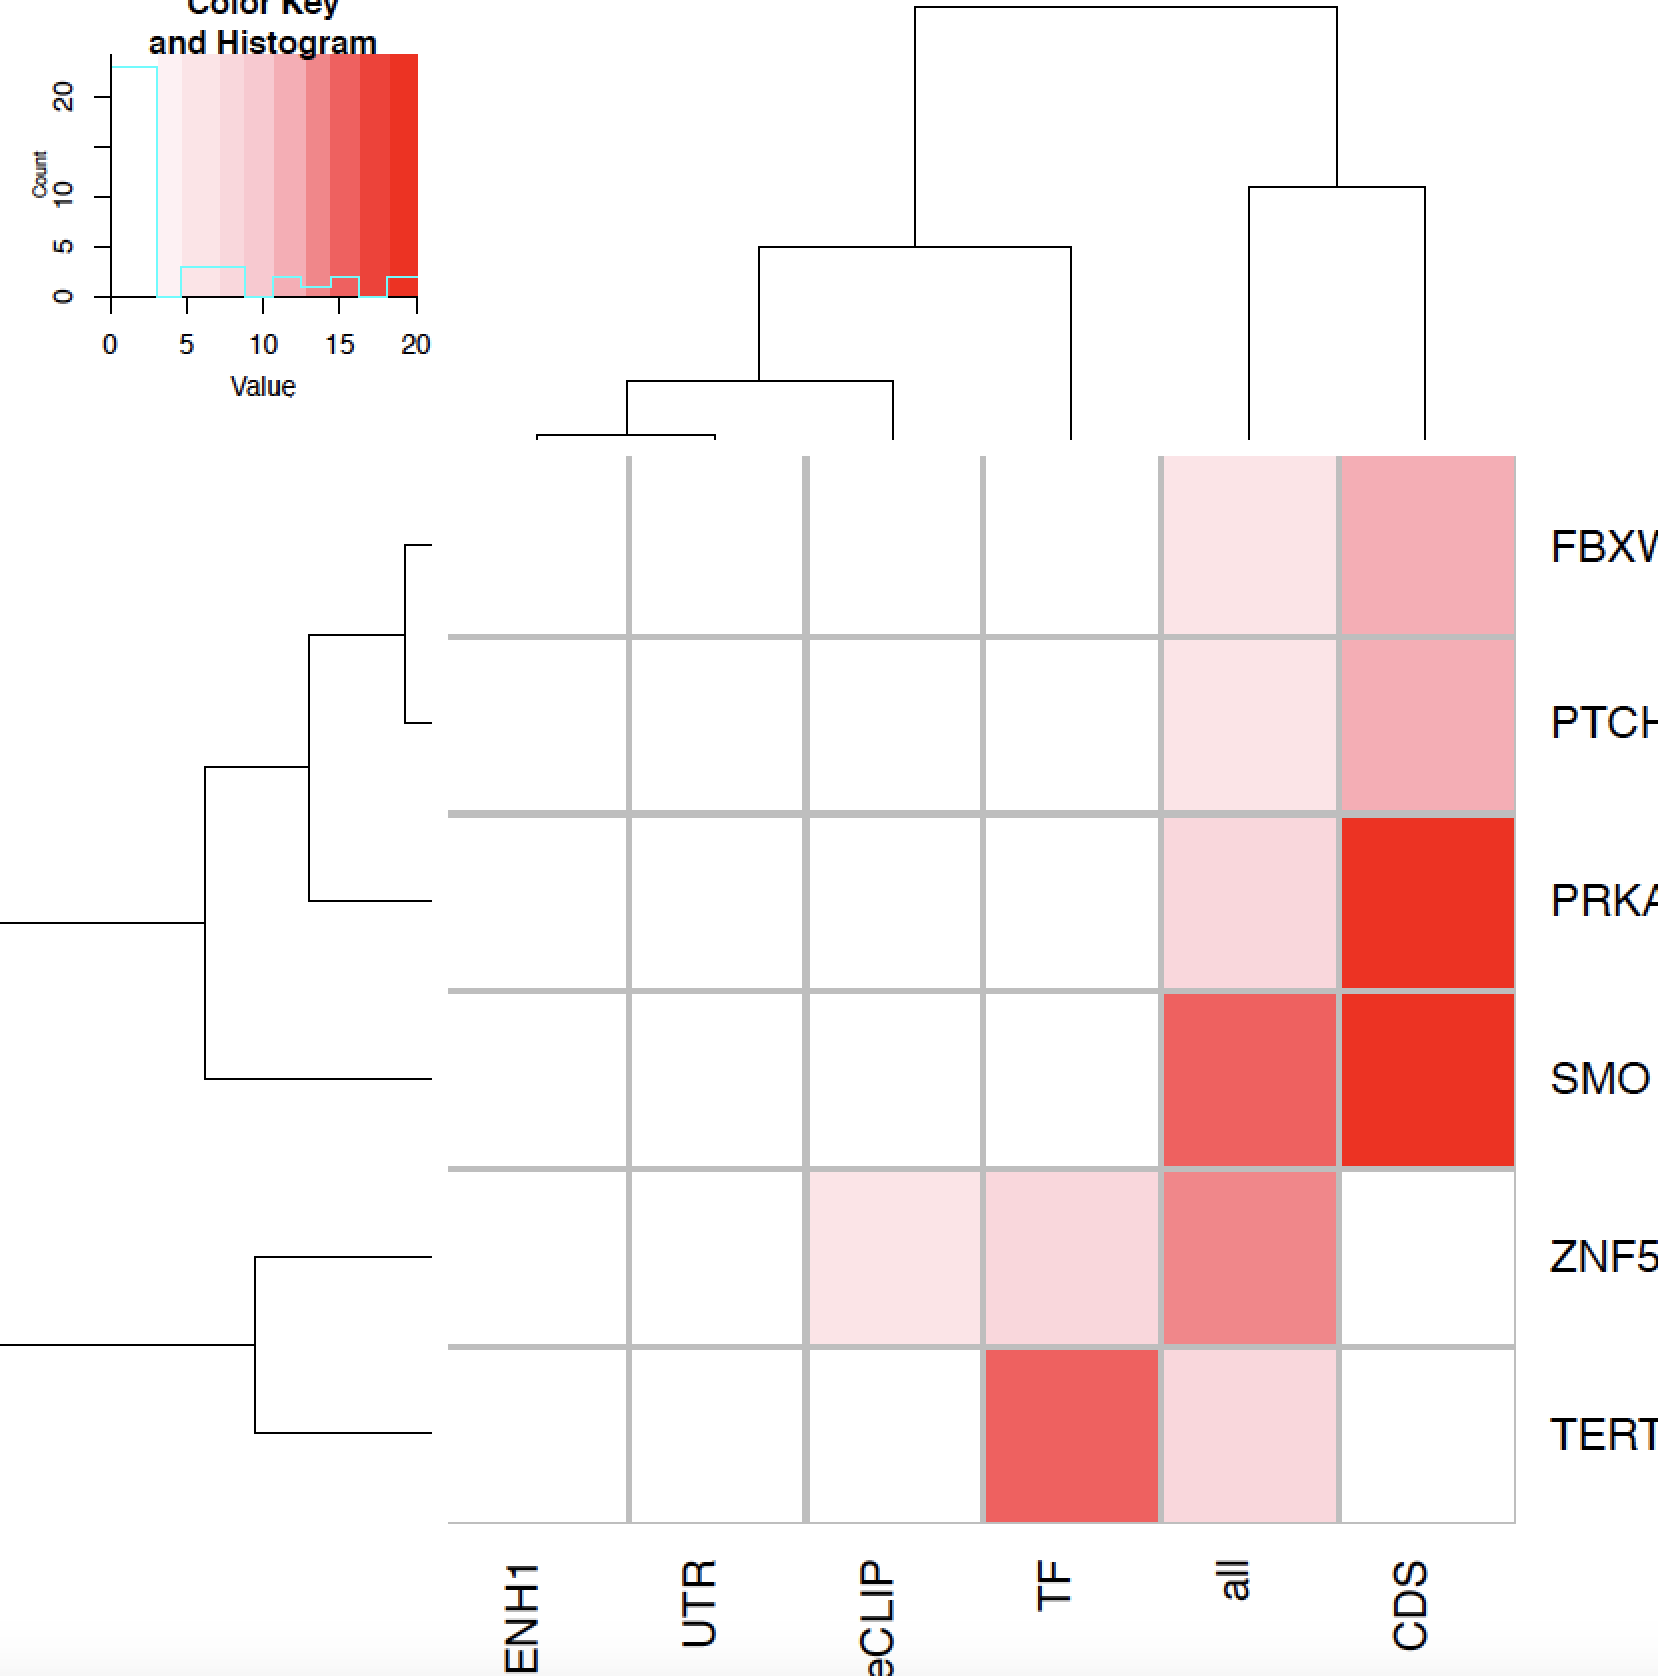 Color Key
and Histogram
Count
0
5
10
20
0 5 10 15 20
Value
FBXW
PTCH
PRKA
SMO
ZNF5
TERT
ENH1
UTR
eCLIP
TF
all
CDS